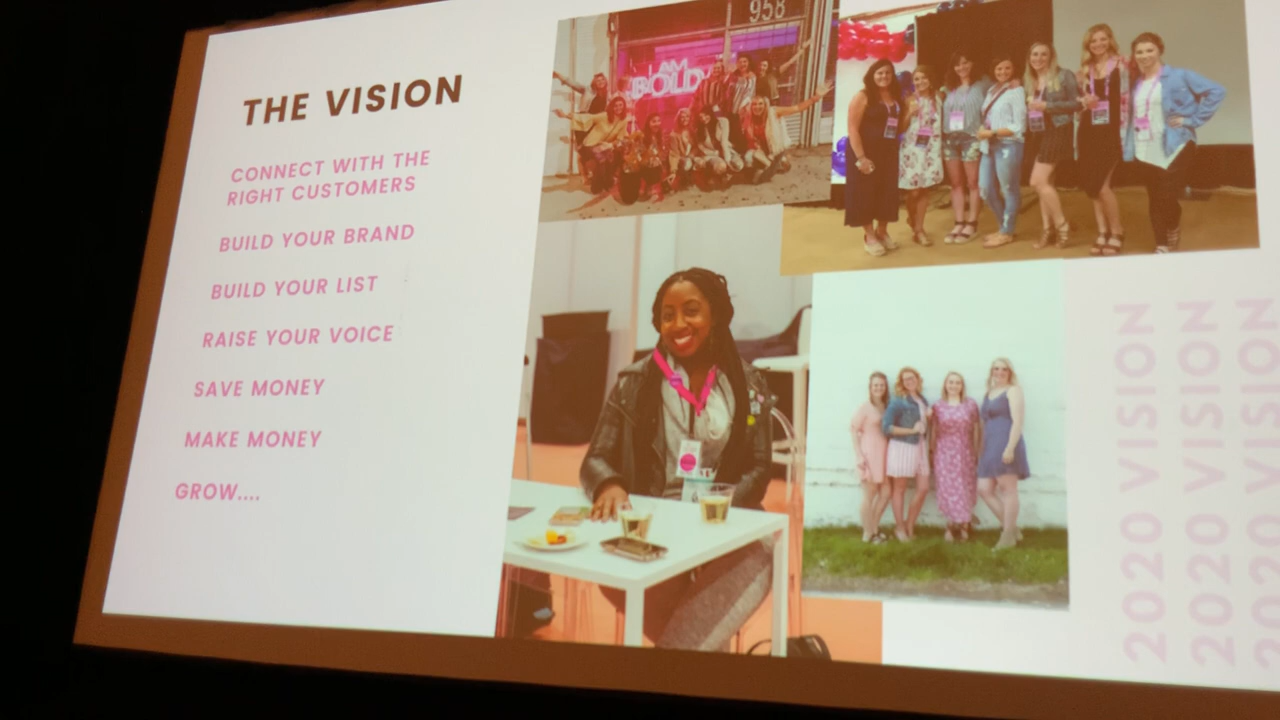 THE VISION
CONNECT WITH THE
RIGHT CUSTOMERS
BUILD YOUR BRAND
BUILD YOUR LIST
RAISE YOUR VOICE
SAVE MONEY
MAKE MONEY
GROW....
958
I AM
BOLD
2020 VISION
2020 VISION
2020 VISION